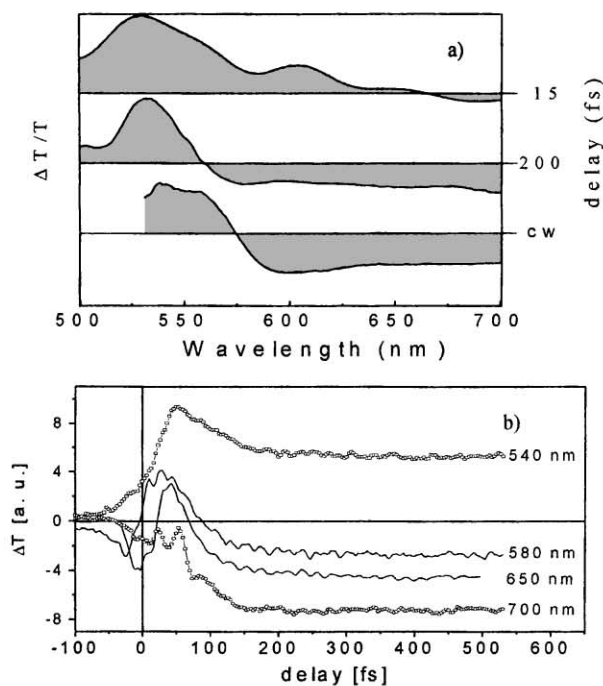 a)
ΔT/T
15
200
cw
delay (fs)
500 550 600 650 700
Wavelength (nm)
b)
ΔT [a. u.]
8
4
0
-4
-8
540 nm
580 nm
650 nm
700 nm
-100 0 100 200 300 400 500 600
delay [fs]